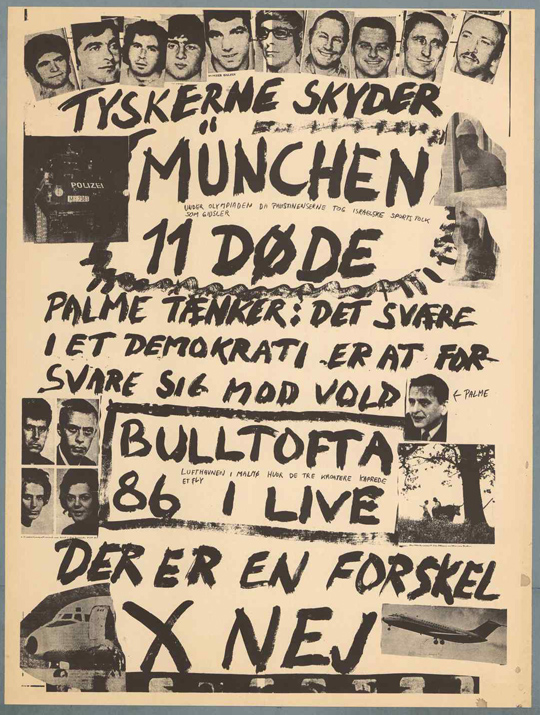 TYSKERNE SKYDER
MÜNCHEN
POLIZEI
UNDER OLYMPIADEN DA PALÆSTINENSERNE TOG ISRAELSKE SPORTSFOLK
SOM GIDSLER
11 DØDE
PALME TÆNKER: DET SVÆRE
I ET DEMOKRATI ER AT FOR-
SVARE SIG MOD VOLD
← PALME
BULLTOFTA
LUFTHAVNEN I MALMØ HVOR DE TRE KROATERE KAPREDE
ET FLY
86 I LIVE
DER ER EN FORSKEL
X NEJ